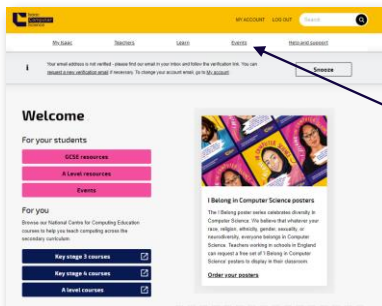 Isaac
Computer
Science
MY ACCOUNT LOG OUT Search
My Isaac Teachers Learn Events Help and support
Your email address is not verified - please find our email in your inbox and follow the verification link. You can
request a new verification email if necessary. To change your account email, go to My account
Snooze
Welcome
For your students
GCSE resources
A Level resources
Events
For you
Browse our National Centre for Computing Education
courses to help you teach computing across the
secondary curriculum.
Key stage 3 courses
Key stage 4 courses
A level courses
I Belong in Computer Science posters
The I Belong poster series celebrates diversity in
Computer Science. We believe that whatever your
race, religion, ethnicity, gender, sexuality, or
neurodiversity, everyone belongs in Computer
Science. Teachers working in schools in England
can request a free set of 'I Belong in Computer
Science' posters to display in their classroom.
Order your posters